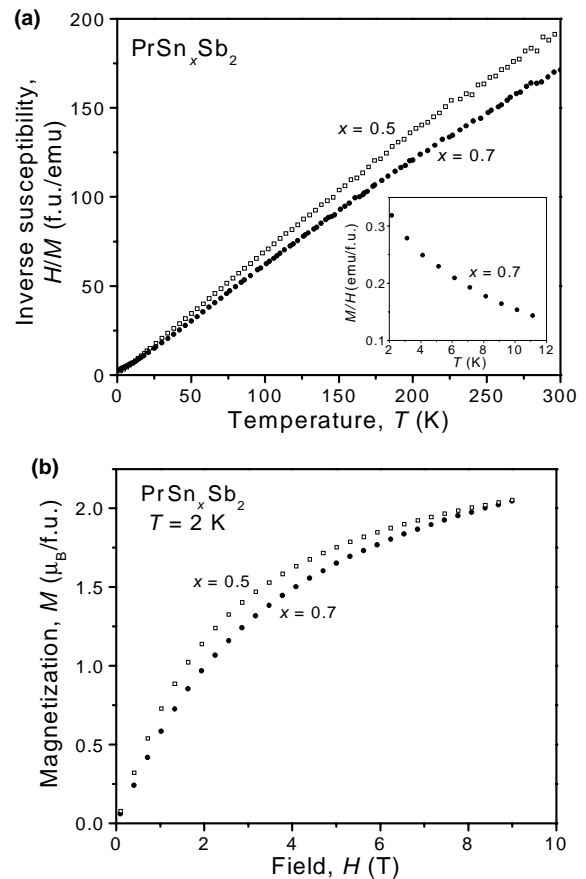 (a)
PrSnxSb2
Inverse susceptibility,
H/M (f.u./emu)
200
150
100
50
0
x = 0.5
x = 0.7
M/H (emu/f.u.)
0.3
0.2
0.1
x = 0.7
2 4 6 8 10 12
T (K)
0 50 100 150 200 250 300
Temperature, T (K)
(b)
PrSnxSb2
T = 2 K
Magnetization, M (μB/f.u.)
2.0
1.5
1.0
0.5
0.0
x = 0.5
x = 0.7
0 2 4 6 8 10
Field, H (T)